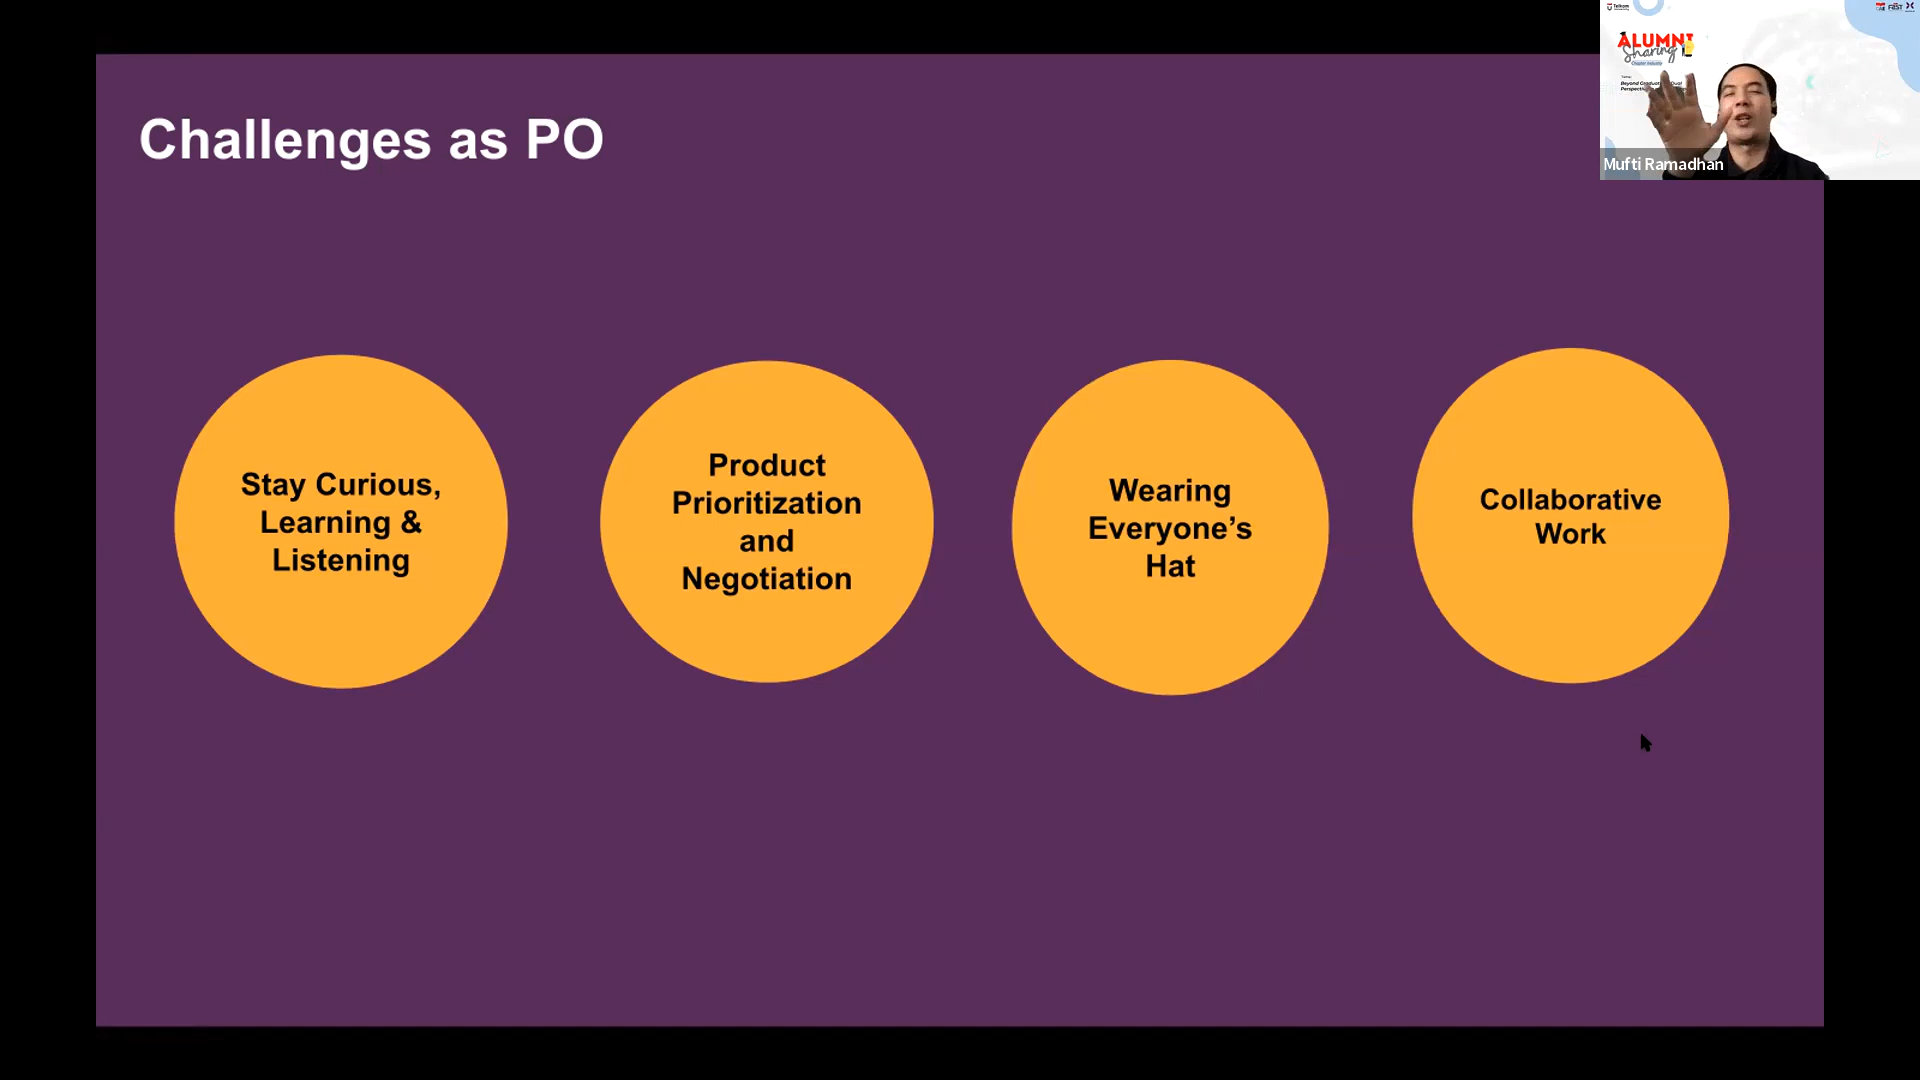 Challenges as PO
Stay Curious,
Learning &
Listening
Product
Prioritization
and
Negotiation
Wearing
Everyone’s
Hat
Collaborative
Work
Telkom
ALUMNI
Sharing
Mufti Ramadhan